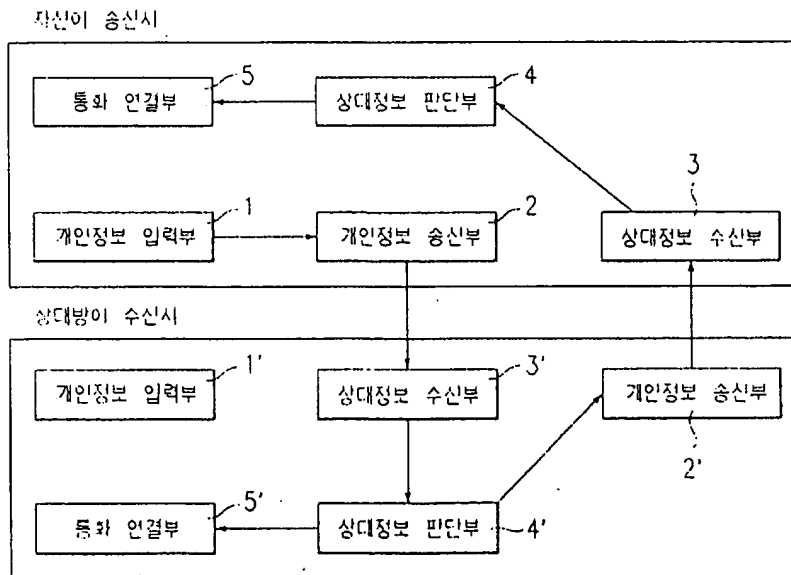 자신이 송신시
통화 연결부
5
상대정보 판단부
4
개인정보 입력부
1
개인정보 송신부
2
상대정보 수신부
3
상대방이 수신시
개인정보 입력부
1'
상대정보 수신부
3'
개인정보 송신부
2'
통화 연결부
5'
상대정보 판단부
4'